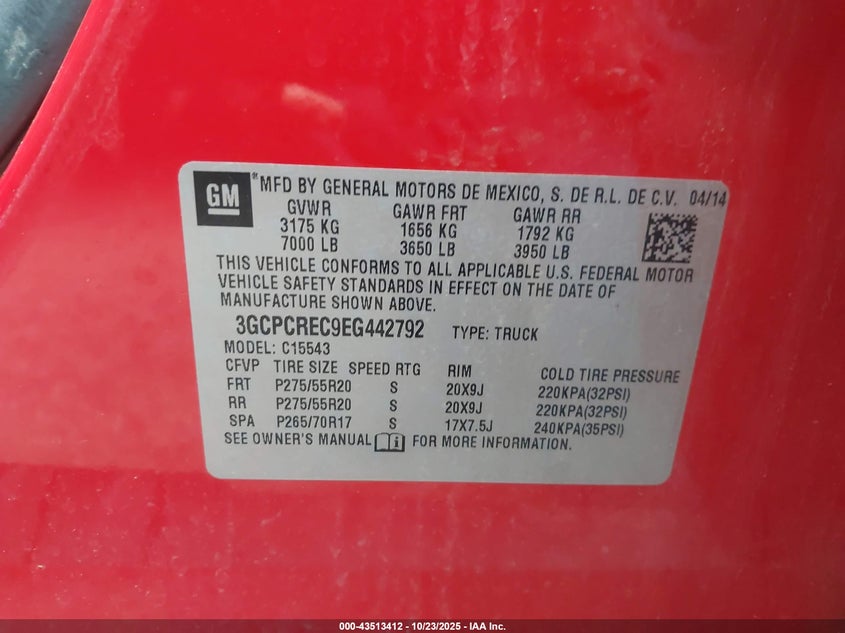 GM *MFD BY GENERAL MOTORS DE MEXICO, S. DE R.L. DE C.V. 04/14
GVWR GAWR FRT GAWR RR
3175 KG 1656 KG 1792 KG
7000 LB 3650 LB 3950 LB
THIS VEHICLE CONFORMS TO ALL APPLICABLE U.S. FEDERAL MOTOR
VEHICLE SAFETY STANDARDS IN EFFECT ON THE DATE OF
MANUFACTURE SHOWN ABOVE.
3GCPCREC9EG442792 TYPE: TRUCK
MODEL: C15543
CFVP TIRE SIZE SPEED RTG RIM COLD TIRE PRESSURE
FRT P275/55R20 S 20X9J 220KPA(32PSI)
RR P275/55R20 S 20X9J 220KPA(32PSI)
SPA P265/70R17 S 17X7.5J 240KPA(35PSI)
SEE OWNER'S MANUAL FOR MORE INFORMATION.
000-43513412 | 10/23/2025 | IAA Inc.